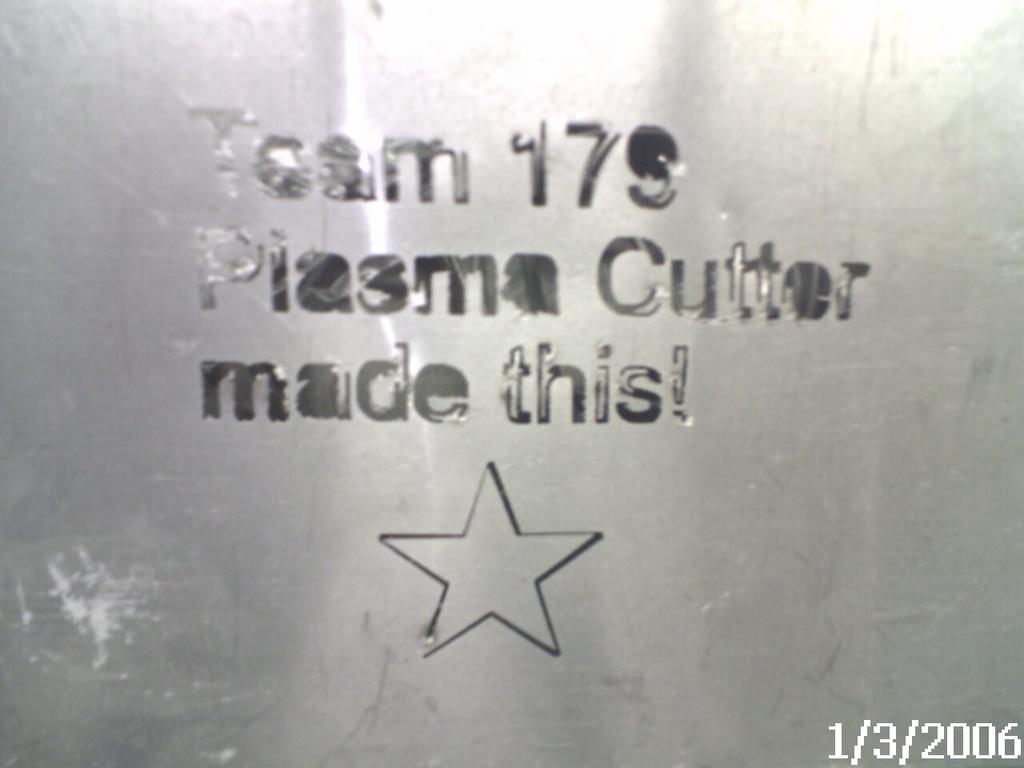 Team 179
Plasma Cutter
made this!
1/3/2006